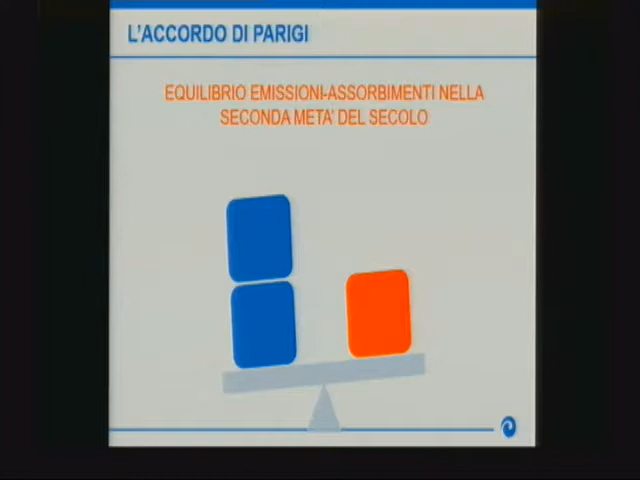 L'ACCORDO DI PARIGI
EQUILIBRIO EMISSIONI-ASSORBIMENTI NELLA
SECONDA META' DEL SECOLO